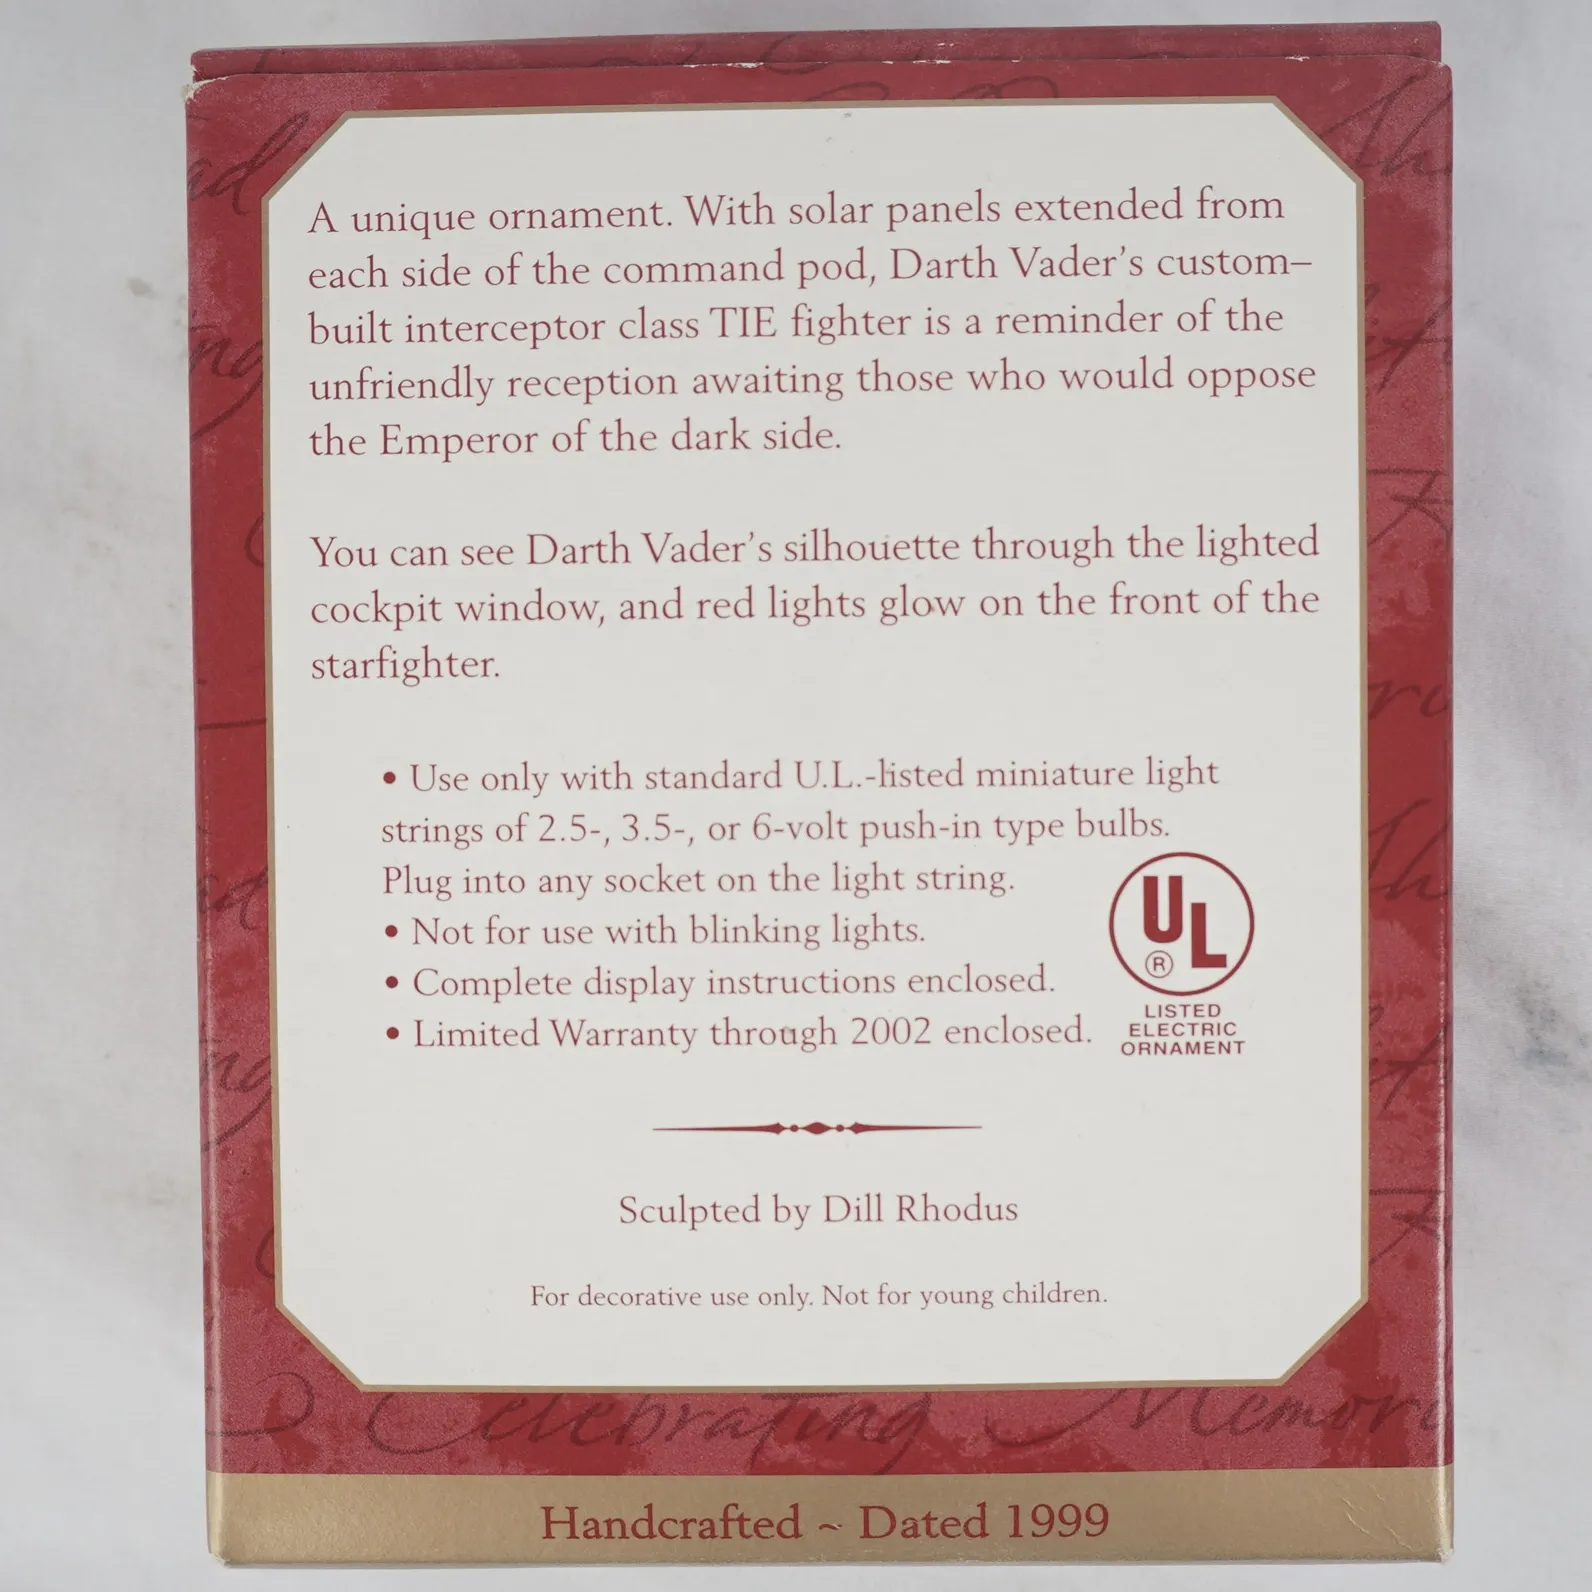 A unique ornament. With solar panels extended from
each side of the command pod, Darth Vader's custom–
built interceptor class TIE fighter is a reminder of the
unfriendly reception awaiting those who would oppose
the Emperor of the dark side.
You can see Darth Vader's silhouette through the lighted
cockpit window, and red lights glow on the front of the
starfighter.
• Use only with standard U.L.-listed miniature light
strings of 2.5-, 3.5-, or 6-volt push-in type bulbs.
Plug into any socket on the light string.
• Not for use with blinking lights.
• Complete display instructions enclosed.
• Limited Warranty through 2002 enclosed.
UL
®
LISTED
ELECTRIC
ORNAMENT
Sculpted by Dill Rhodus
For decorative use only. Not for young children.
Celebrating Memor
Handcrafted ~ Dated 1999